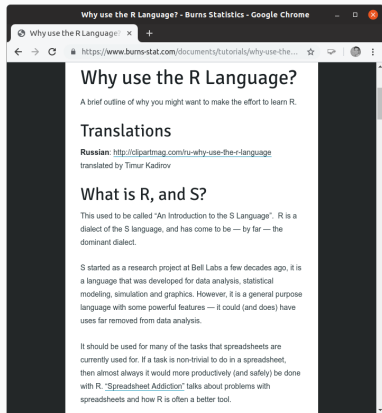 Why use the R Language? - Burns Statistics - Google Chrome
Why use the R Language?
https://www.burns-stat.com/documents/tutorials/why-use-the...
Why use the R Language?
A brief outline of why you might want to make the effort to learn R.
Translations
Russian: http://clipartmag.com/ru-why-use-the-r-language
translated by Timur Kadirov
What is R, and S?
This used to be called “An Introduction to the S Language”.  R is a
dialect of the S language, and has come to be — by far — the
dominant dialect.
S started as a research project at Bell Labs a few decades ago, it is
a language that was developed for data analysis, statistical
modeling, simulation and graphics. However, it is a general purpose
language with some powerful features — it could (and does) have
uses far removed from data analysis.
It should be used for many of the tasks that spreadsheets are
currently used for. If a task is non-trivial to do in a spreadsheet,
then almost always it would more productively (and safely) be done
with R. “Spreadsheet Addiction” talks about problems with
spreadsheets and how R is often a better tool.